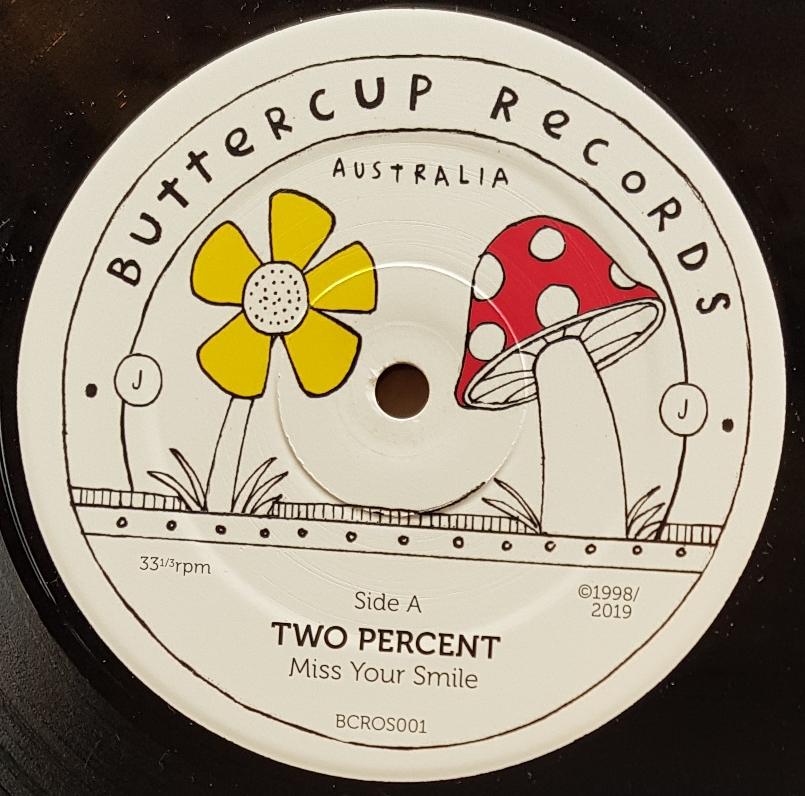 BUtteRCUP ReCoRDS
AUStRALIA
J
J
33 1/3rpm
©1998/
2019
Side A
TWO PERCENT
Miss Your Smile
BCROS001